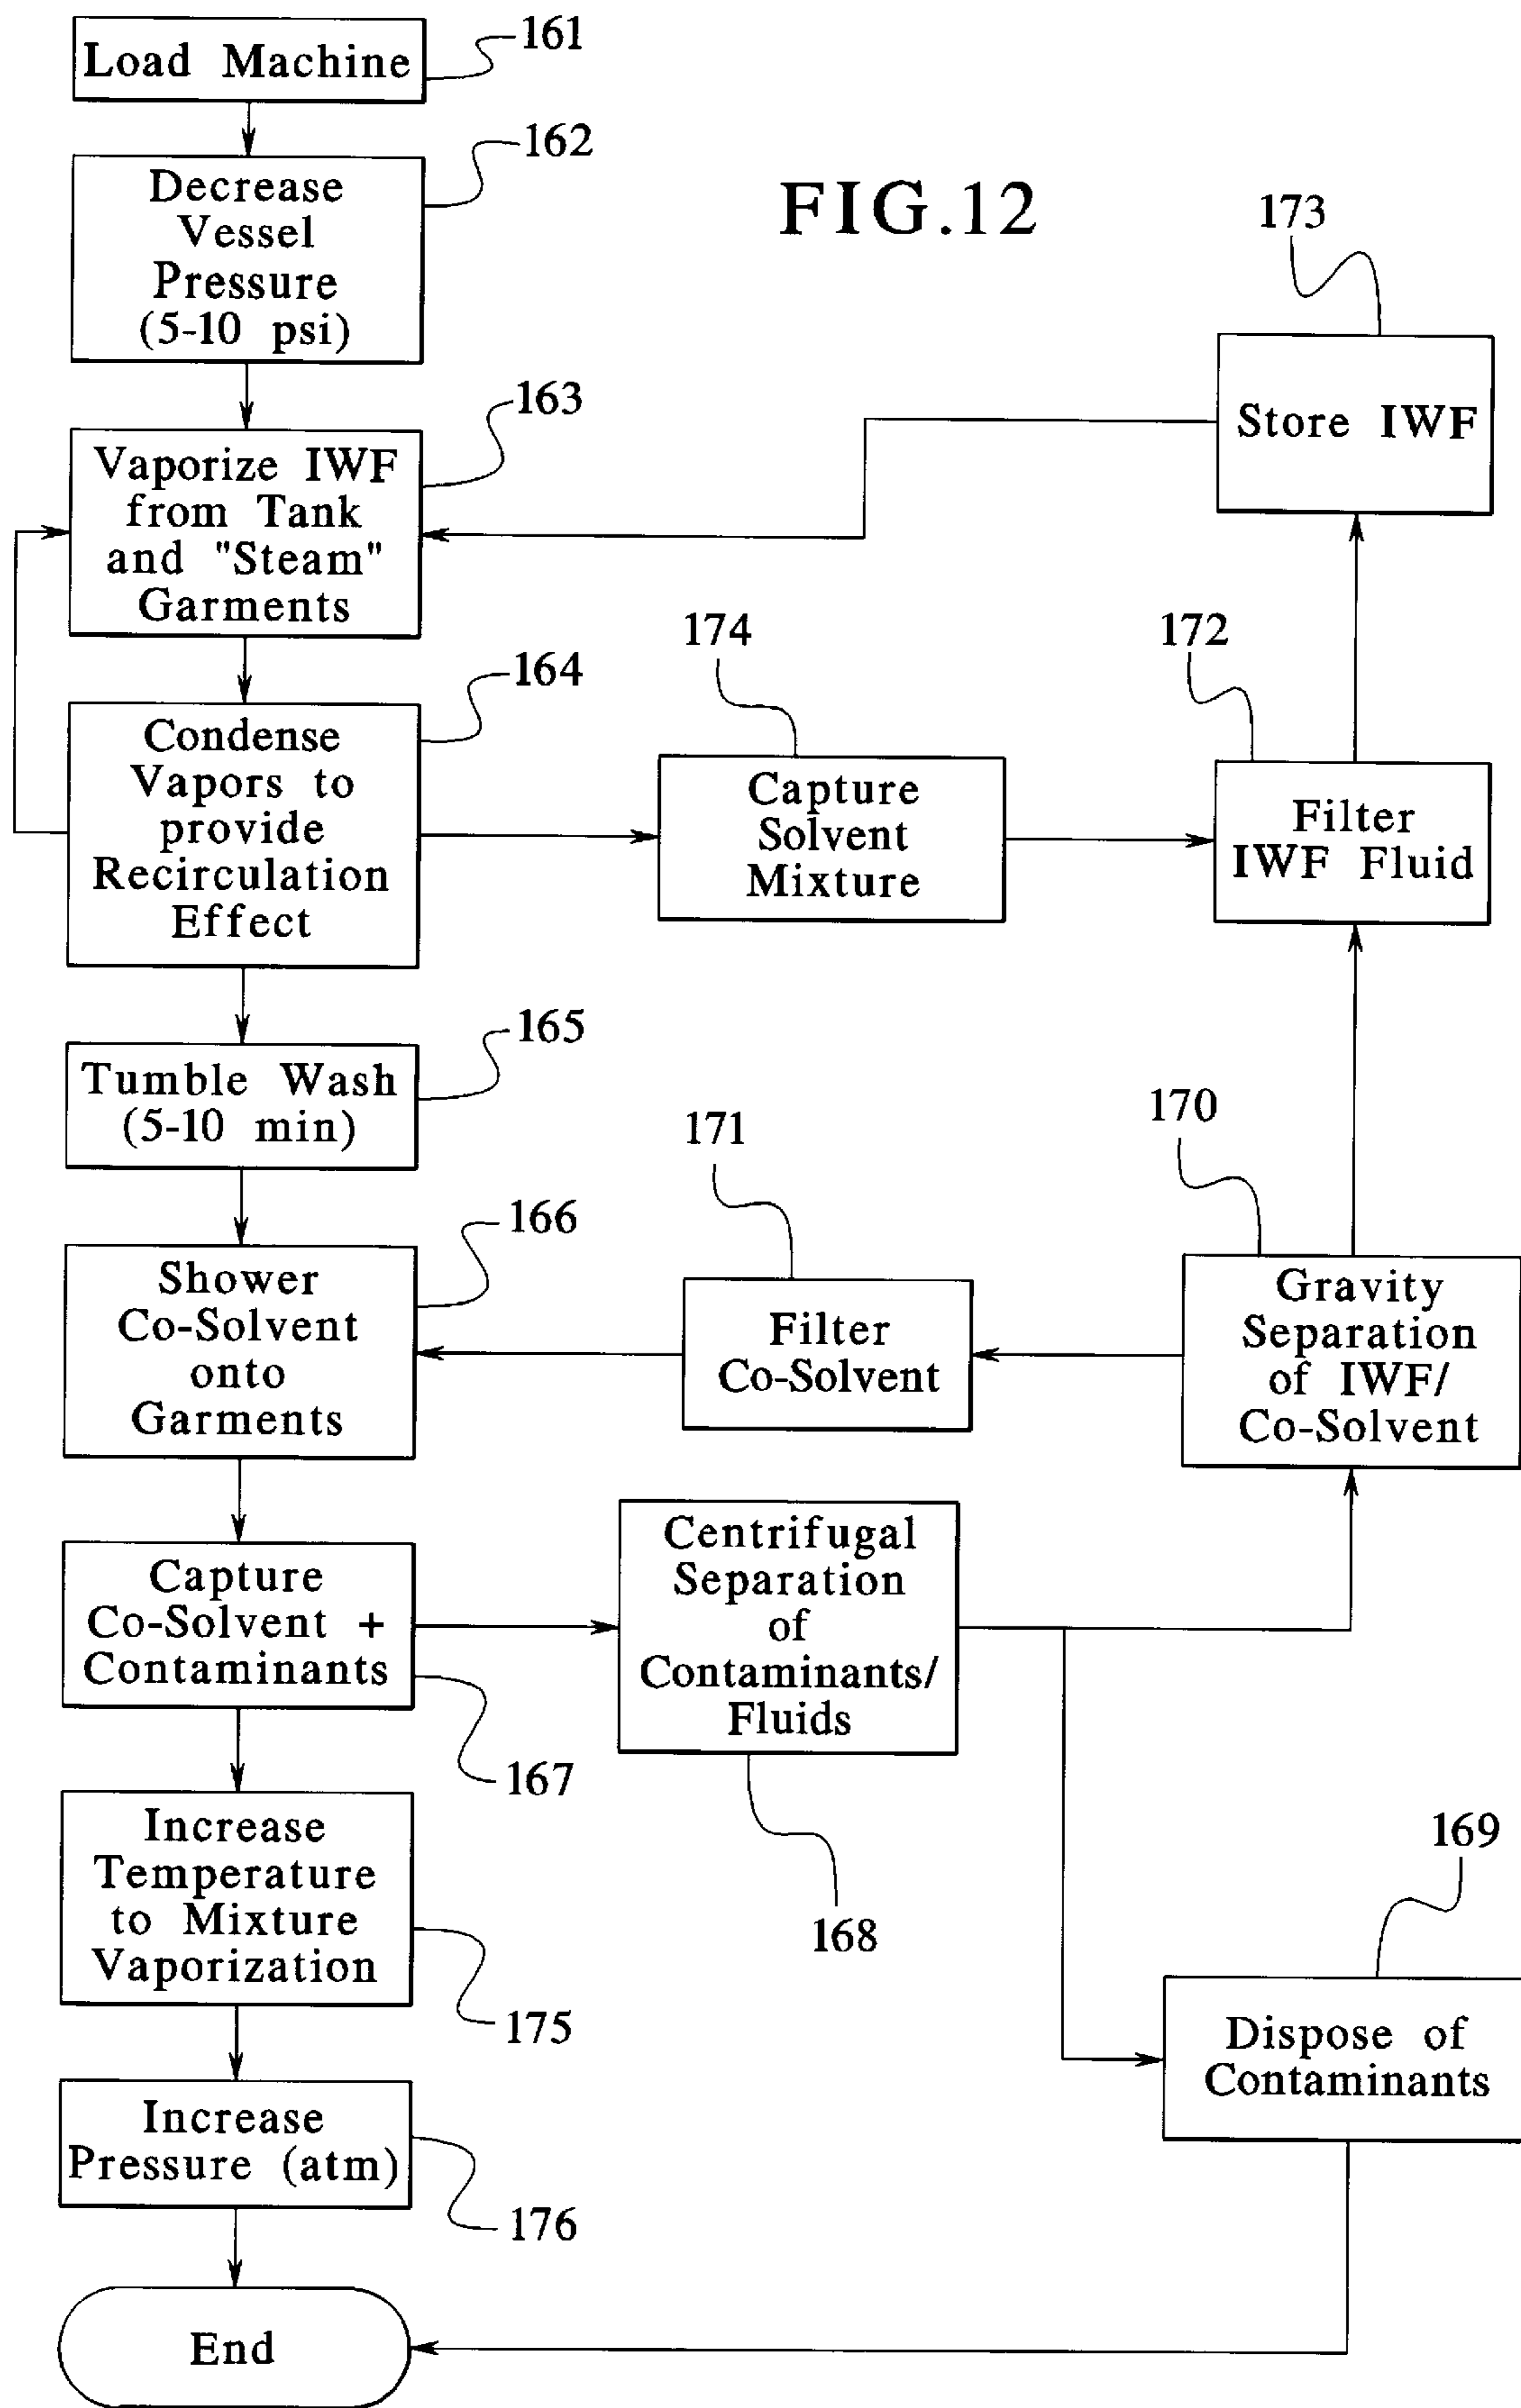 Load Machine
161
Decrease
Vessel
Pressure
(5-10 psi)
162
FIG.12
173
Store IWF
Vaporize IWF
from Tank
and "Steam"
Garments
163
Condense
Vapors to
provide
Recirculation
Effect
164
174
Capture
Solvent
Mixture
172
Filter
IWF Fluid
Tumble Wash
(5-10 min)
165
Shower
Co-Solvent
onto
Garments
166
171
Filter
Co-Solvent
170
Gravity
Separation
of IWF/
Co-Solvent
Capture
Co-Solvent +
Contaminants
167
Centrifugal
Separation
of
Contaminants/
Fluids
168
Increase
Temperature
to Mixture
Vaporization
175
169
Dispose of
Contaminants
Increase
Pressure (atm)
176
End